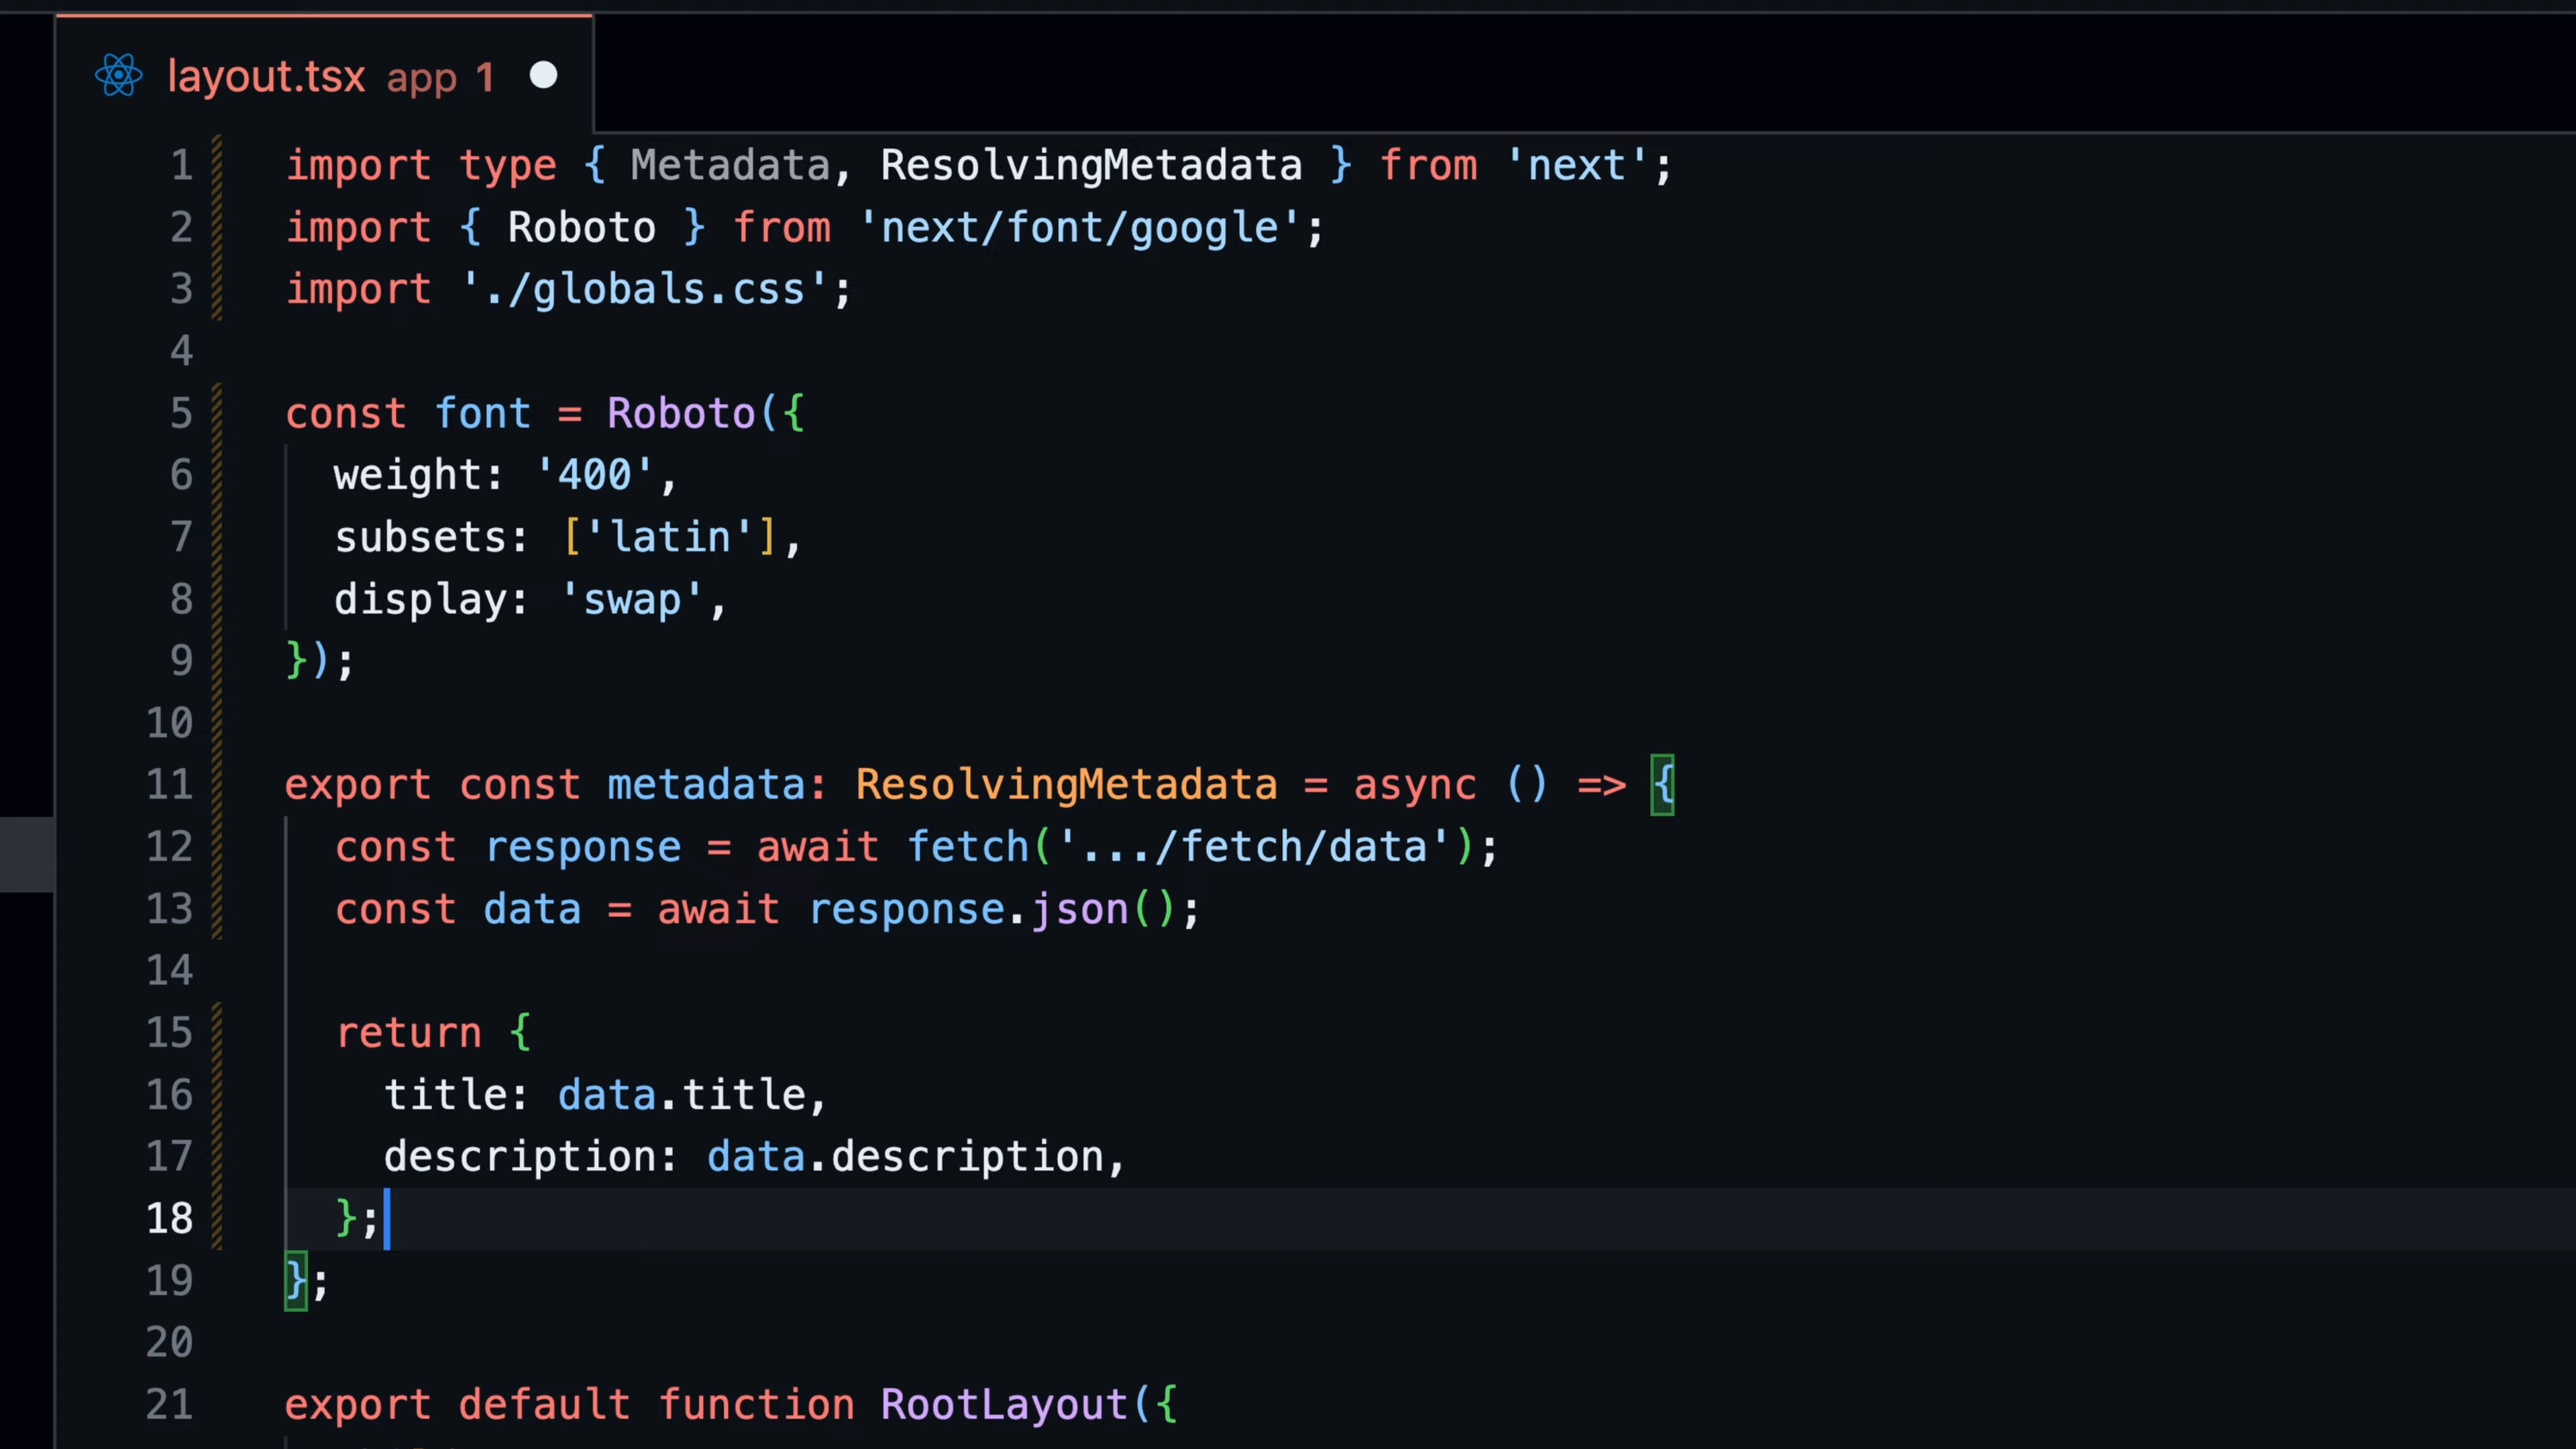 layout.tsx app 1
1 import type { Metadata, ResolvingMetadata } from 'next';
2 import { Roboto } from 'next/font/google';
3 import './globals.css';
4
5 const font = Roboto({
6   weight: '400',
7   subsets: ['latin'],
8   display: 'swap',
9 });
10
11 export const metadata: ResolvingMetadata = async () => {
12   const response = await fetch('.../fetch/data');
13   const data = await response.json();
14
15   return {
16     title: data.title,
17     description: data.description,
18   };
19 };
20
21 export default function RootLayout({